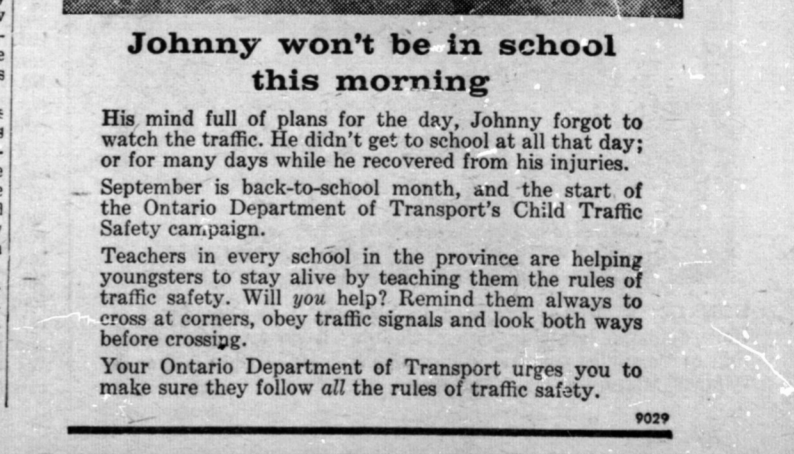 Johnny won't be in school
this morning
His mind full of plans for the day, Johnny forgot to
watch the traffic. He didn't get to school at all that day;
or for many days while he recovered from his injuries.
September is back-to-school month, and the start of
the Ontario Department of Transport's Child Traffic
Safety campaign.
Teachers in every school in the province are helping
youngsters to stay alive by teaching them the rules of
traffic safety. Will you help? Remind them always to
cross at corners, obey traffic signals and look both ways
before crossing.
Your Ontario Department of Transport urges you to
make sure they follow all the rules of traffic safety.
9029